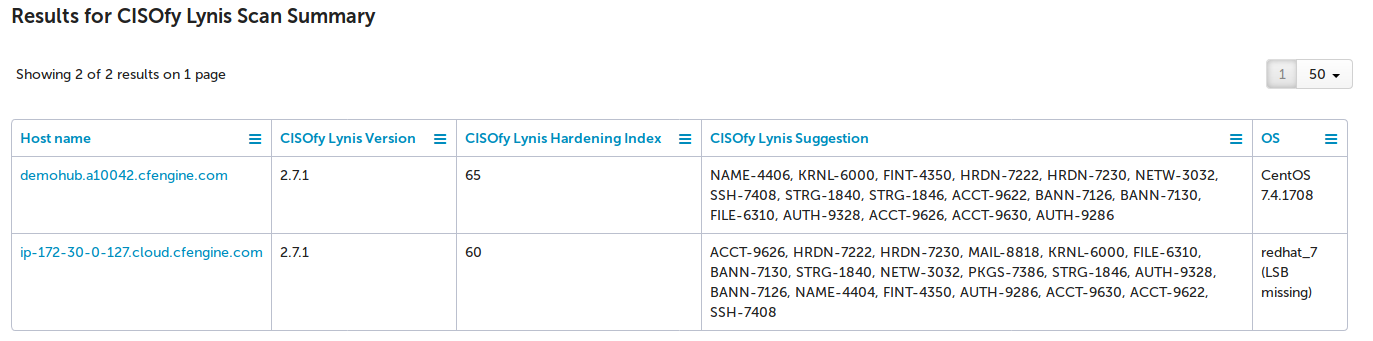 Results for CISOfy Lynis Scan Summary
Showing 2 of 2 results on 1 page
1 50
Host name CISOfy Lynis Version CISOfy Lynis Hardening Index CISOfy Lynis Suggestion OS
demohub.a10042.cfengine.com 2.7.1 65 NAME-4406, KRNL-6000, FINT-4350, HRDN-7222, HRDN-7230, NETW-3032, CentOS
SSH-7408, STRG-1840, STRG-1846, ACCT-9622, BANN-7126, BANN-7130, 7.4.1708
FILE-6310, AUTH-9328, ACCT-9626, ACCT-9630, AUTH-9286
ip-172-30-0-127.cloud.cfengine.com 2.7.1 60 ACCT-9626, HRDN-7222, HRDN-7230, MAIL-8818, KRNL-6000, FILE-6310, redhat_7
BANN-7130, STRG-1840, NETW-3032, PKGS-7386, STRG-1846, AUTH-9328, (LSB
BANN-7126, NAME-4404, FINT-4350, AUTH-9286, ACCT-9630, ACCT-9622, missing)
SSH-7408